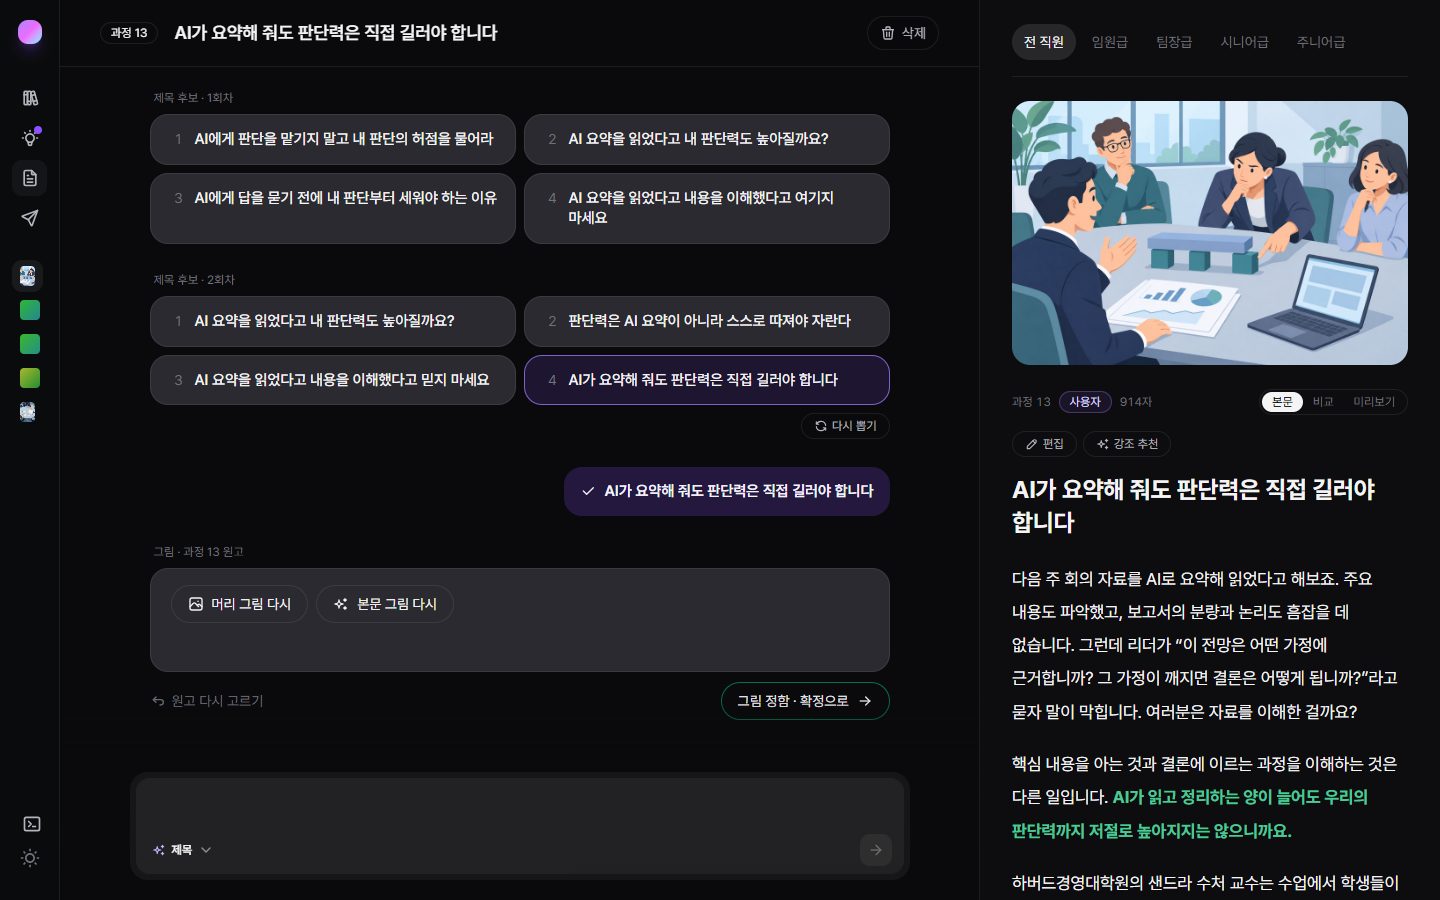 과정 13
AI가 요약해 줘도 판단력은 직접 길러야 합니다
삭제
제목 후보 · 1회차
1 AI에게 판단을 맡기지 말고 내 판단의 허점을 물어라
2 AI 요약을 읽었다고 내 판단력도 높아질까요?
3 AI에게 답을 묻기 전에 내 판단부터 세워야 하는 이유
4 AI 요약을 읽었다고 내용을 이해했다고 여기지
마세요
제목 후보 · 2회차
1 AI 요약을 읽었다고 내 판단력도 높아질까요?
2 판단력은 AI 요약이 아니라 스스로 따져야 자란다
3 AI 요약을 읽었다고 내용을 이해했다고 믿지 마세요
4 AI가 요약해 줘도 판단력은 직접 길러야 합니다
다시 뽑기
AI가 요약해 줘도 판단력은 직접 길러야 합니다
그림 · 과정 13 원고
머리 그림 다시
본문 그림 다시
원고 다시 고르기
그림 정함 · 확정으로
제목
전 직원
임원급
팀장급
시니어급
주니어급
과정 13
사용자
914자
본문
비교
미리보기
편집
강조 추천
AI가 요약해 줘도 판단력은 직접 길러야
합니다
다음 주 회의 자료를 AI로 요약해 읽었다고 해보죠. 주요
내용도 파악했고, 보고서의 분량과 논리도 흠잡을 데
없습니다. 그런데 리더가 “이 전망은 어떤 가정에
근거합니까? 그 가정이 깨지면 결론은 어떻게 됩니까?”라고
묻자 말이 막힙니다. 여러분은 자료를 이해한 걸까요?
핵심 내용을 아는 것과 결론에 이르는 과정을 이해하는 것은
다른 일입니다. AI가 읽고 정리하는 양이 늘어도 우리의
판단력까지 저절로 높아지지는 않으니까요.
하버드경영대학원의 샌드라 수처 교수는 수업에서 학생들이